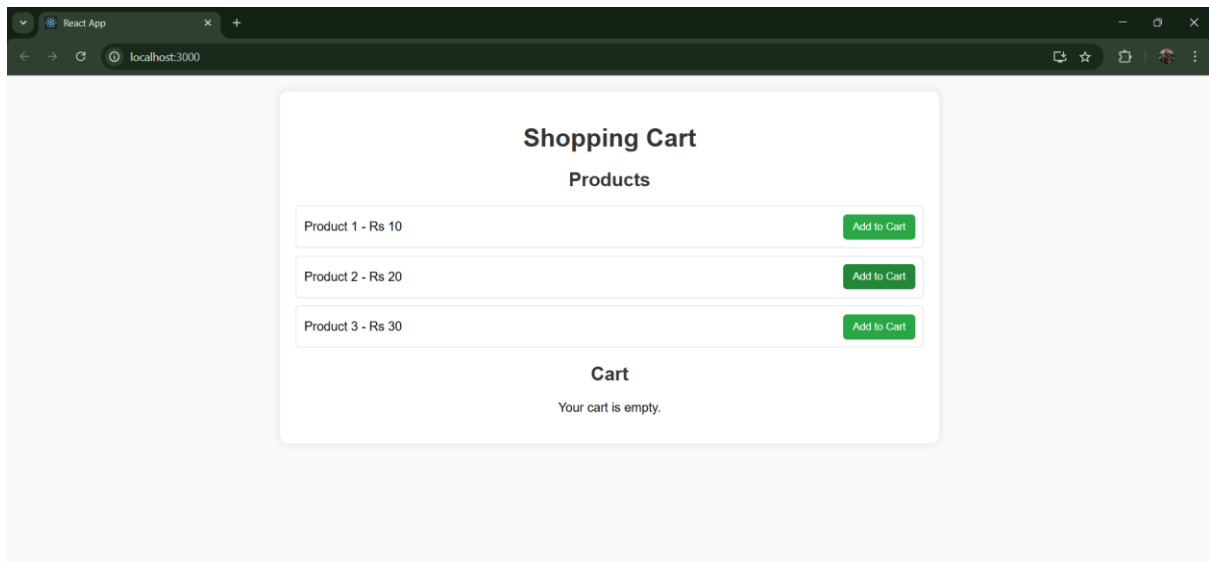 React App
localhost:3000
Shopping Cart
Products
Product 1 - Rs 10 Add to Cart
Product 2 - Rs 20 Add to Cart
Product 3 - Rs 30 Add to Cart
Cart
Your cart is empty.